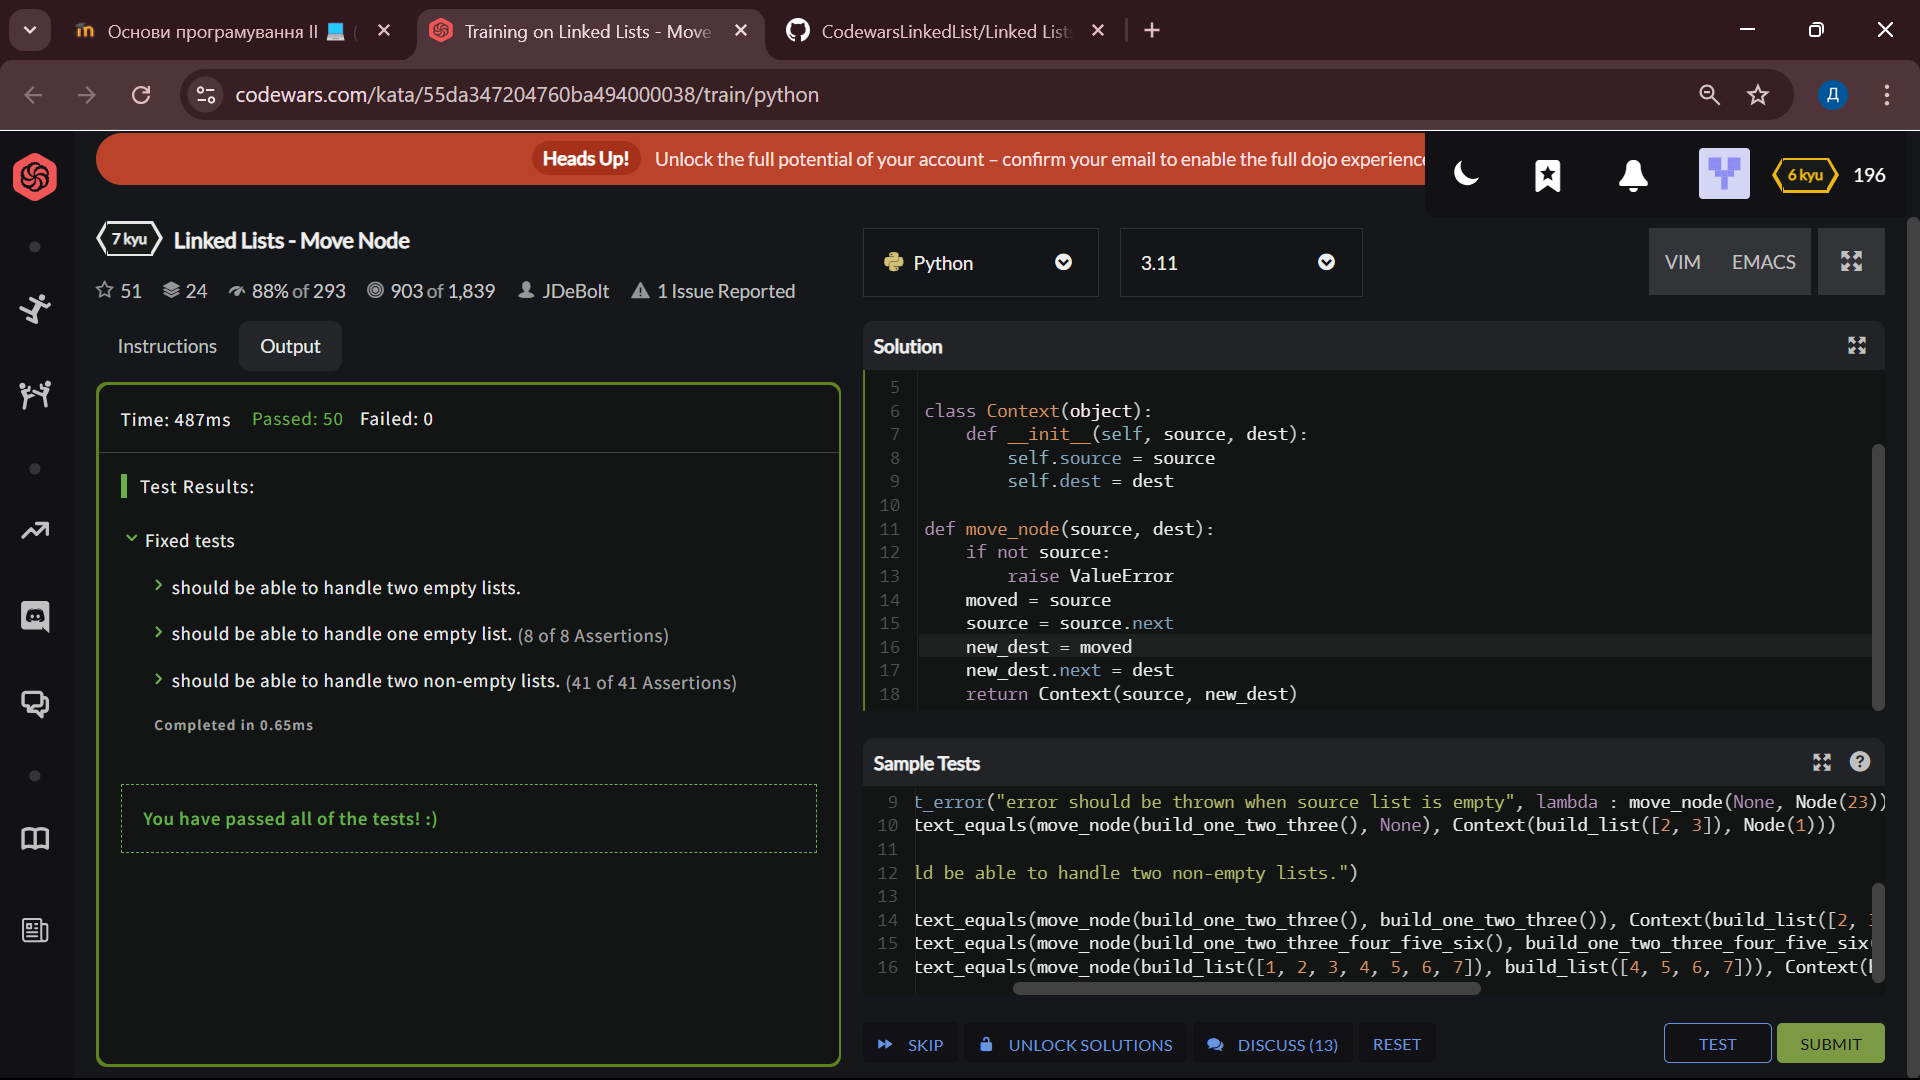 Основи програмування II 💻 (
Training on Linked Lists - Move
CodewarsLinkedList/Linked List
codewars.com/kata/55da347204760ba494000038/train/python
Д
Heads Up! Unlock the full potential of your account – confirm your email to enable the full dojo experience
6 kyu 196
7 kyu Linked Lists - Move Node
51 24 88% of 293 903 of 1,839 JDeBolt 1 Issue Reported
Instructions Output
Time: 487ms Passed: 50 Failed: 0
Test Results:
Fixed tests
should be able to handle two empty lists.
should be able to handle one empty list. (8 of 8 Assertions)
should be able to handle two non-empty lists. (41 of 41 Assertions)
Completed in 0.65ms
You have passed all of the tests! :)
Python 3.11 VIM EMACS
Solution
5
6 class Context(object):
7 def __init__(self, source, dest):
8 self.source = source
9 self.dest = dest
10
11 def move_node(source, dest):
12 if not source:
13 raise ValueError
14 moved = source
15 source = source.next
16 new_dest = moved
17 new_dest.next = dest
18 return Context(source, new_dest)
Sample Tests ?
9 t_error("error should be thrown when source list is empty", lambda : move_node(None, Node(23))
10 text_equals(move_node(build_one_two_three(), None), Context(build_list([2, 3]), Node(1)))
11
12 ld be able to handle two non-empty lists.")
13
14 text_equals(move_node(build_one_two_three(), build_one_two_three()), Context(build_list([2, 3
15 text_equals(move_node(build_one_two_three_four_five_six(), build_one_two_three_four_five_six(
16 text_equals(move_node(build_list([1, 2, 3, 4, 5, 6, 7]), build_list([4, 5, 6, 7])), Context(b
SKIP UNLOCK SOLUTIONS DISCUSS (13) RESET TEST SUBMIT